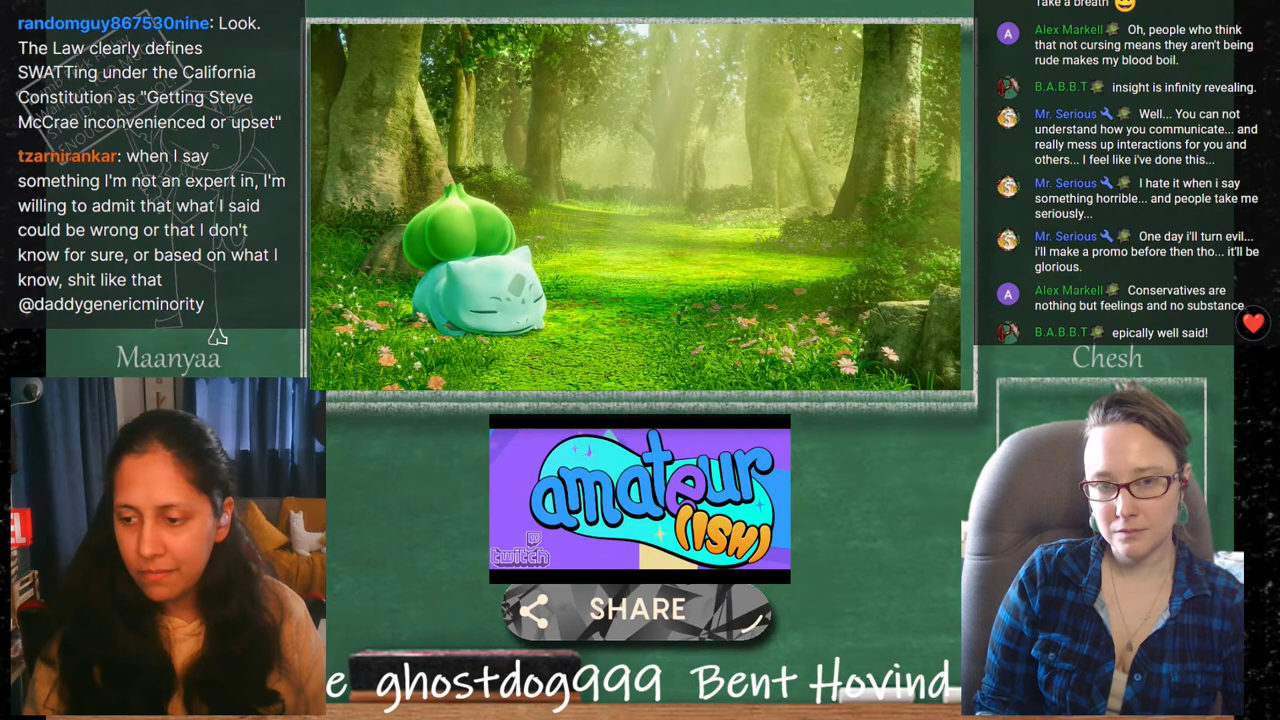 randomguy867530nine: Look.
The Law clearly defines
SWATTing under the California
Constitution as "Getting Steve
McCrae inconvenienced or upset"
tzarnirankar: when I say
something I'm not an expert in, I'm
willing to admit that what I said
could be wrong or that I don't
know for sure, or based on what I
know, shit like that
@daddygenericminority
Maanyaa
Take a breath
A
Alex Markell Oh, people who think
that not cursing means they aren't being
rude makes my blood boil.
B.A.B.B.T insight is infinity revealing.
Mr. Serious Well... You can not
understand how you communicate... and
really mess up interactions for you and
others... I feel like i've done this...
Mr. Serious I hate it when i say
something horrible... and people take me
seriously...
Mr. Serious One day i'll turn evil...
i'll make a promo before then tho... it'll be
glorious.
A
Alex Markell Conservatives are
nothing but feelings and no substance
B.A.B.B.T epically well said!
Chesh
amateur
(ISH)
twitch
SHARE
e ghostdog999 Bent Hovind